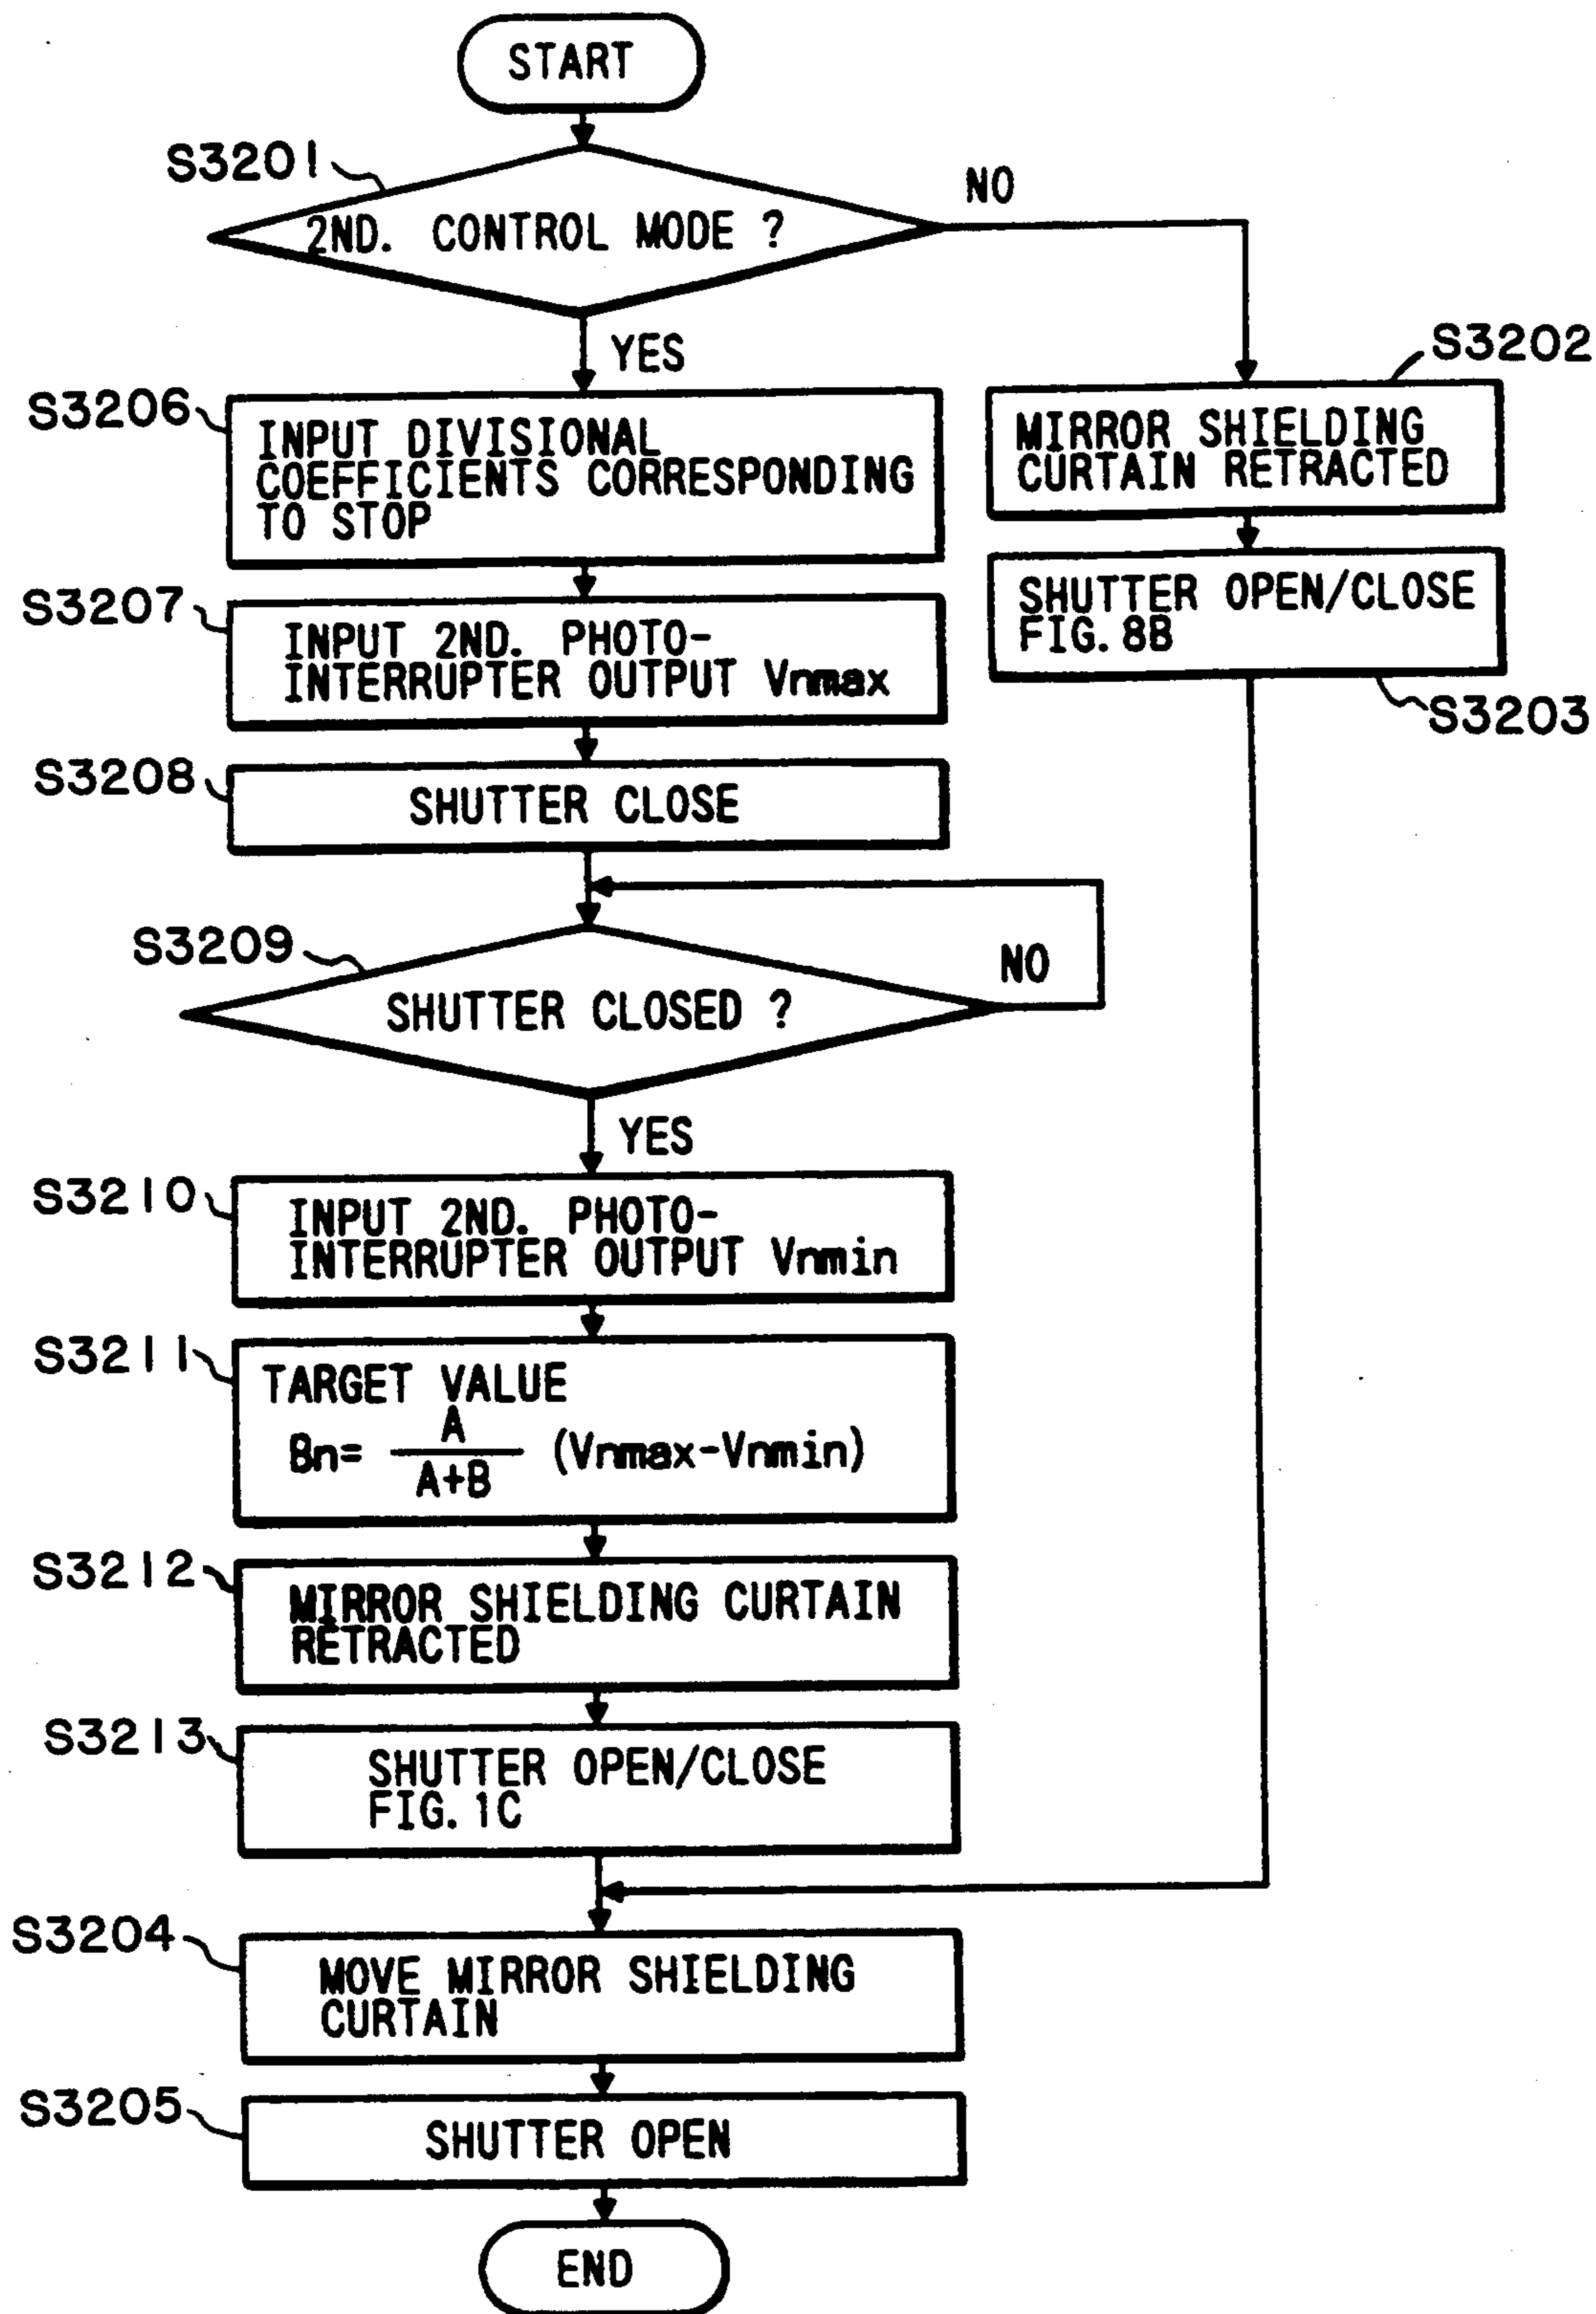 START
S3201
2ND. CONTROL MODE ?
NO
YES
S3202
MIRROR SHIELDING
CURTAIN RETRACTED
SHUTTER OPEN/CLOSE
FIG. 8B
S3203
S3206
INPUT DIVISIONAL
COEFFICIENTS CORRESPONDING
TO STOP
S3207
INPUT 2ND. PHOTO-
INTERRUPTER OUTPUT Vnmax
S3208
SHUTTER CLOSE
S3209
SHUTTER CLOSED ?
NO
YES
S3210
INPUT 2ND. PHOTO-
INTERRUPTER OUTPUT Vnmin
S3211
TARGET VALUE
Bn= A/A+B (Vnmax-Vnmin)
S3212
MIRROR SHIELDING CURTAIN
RETRACTED
S3213
SHUTTER OPEN/CLOSE
FIG. 1C
S3204
MOVE MIRROR SHIELDING
CURTAIN
S3205
SHUTTER OPEN
END